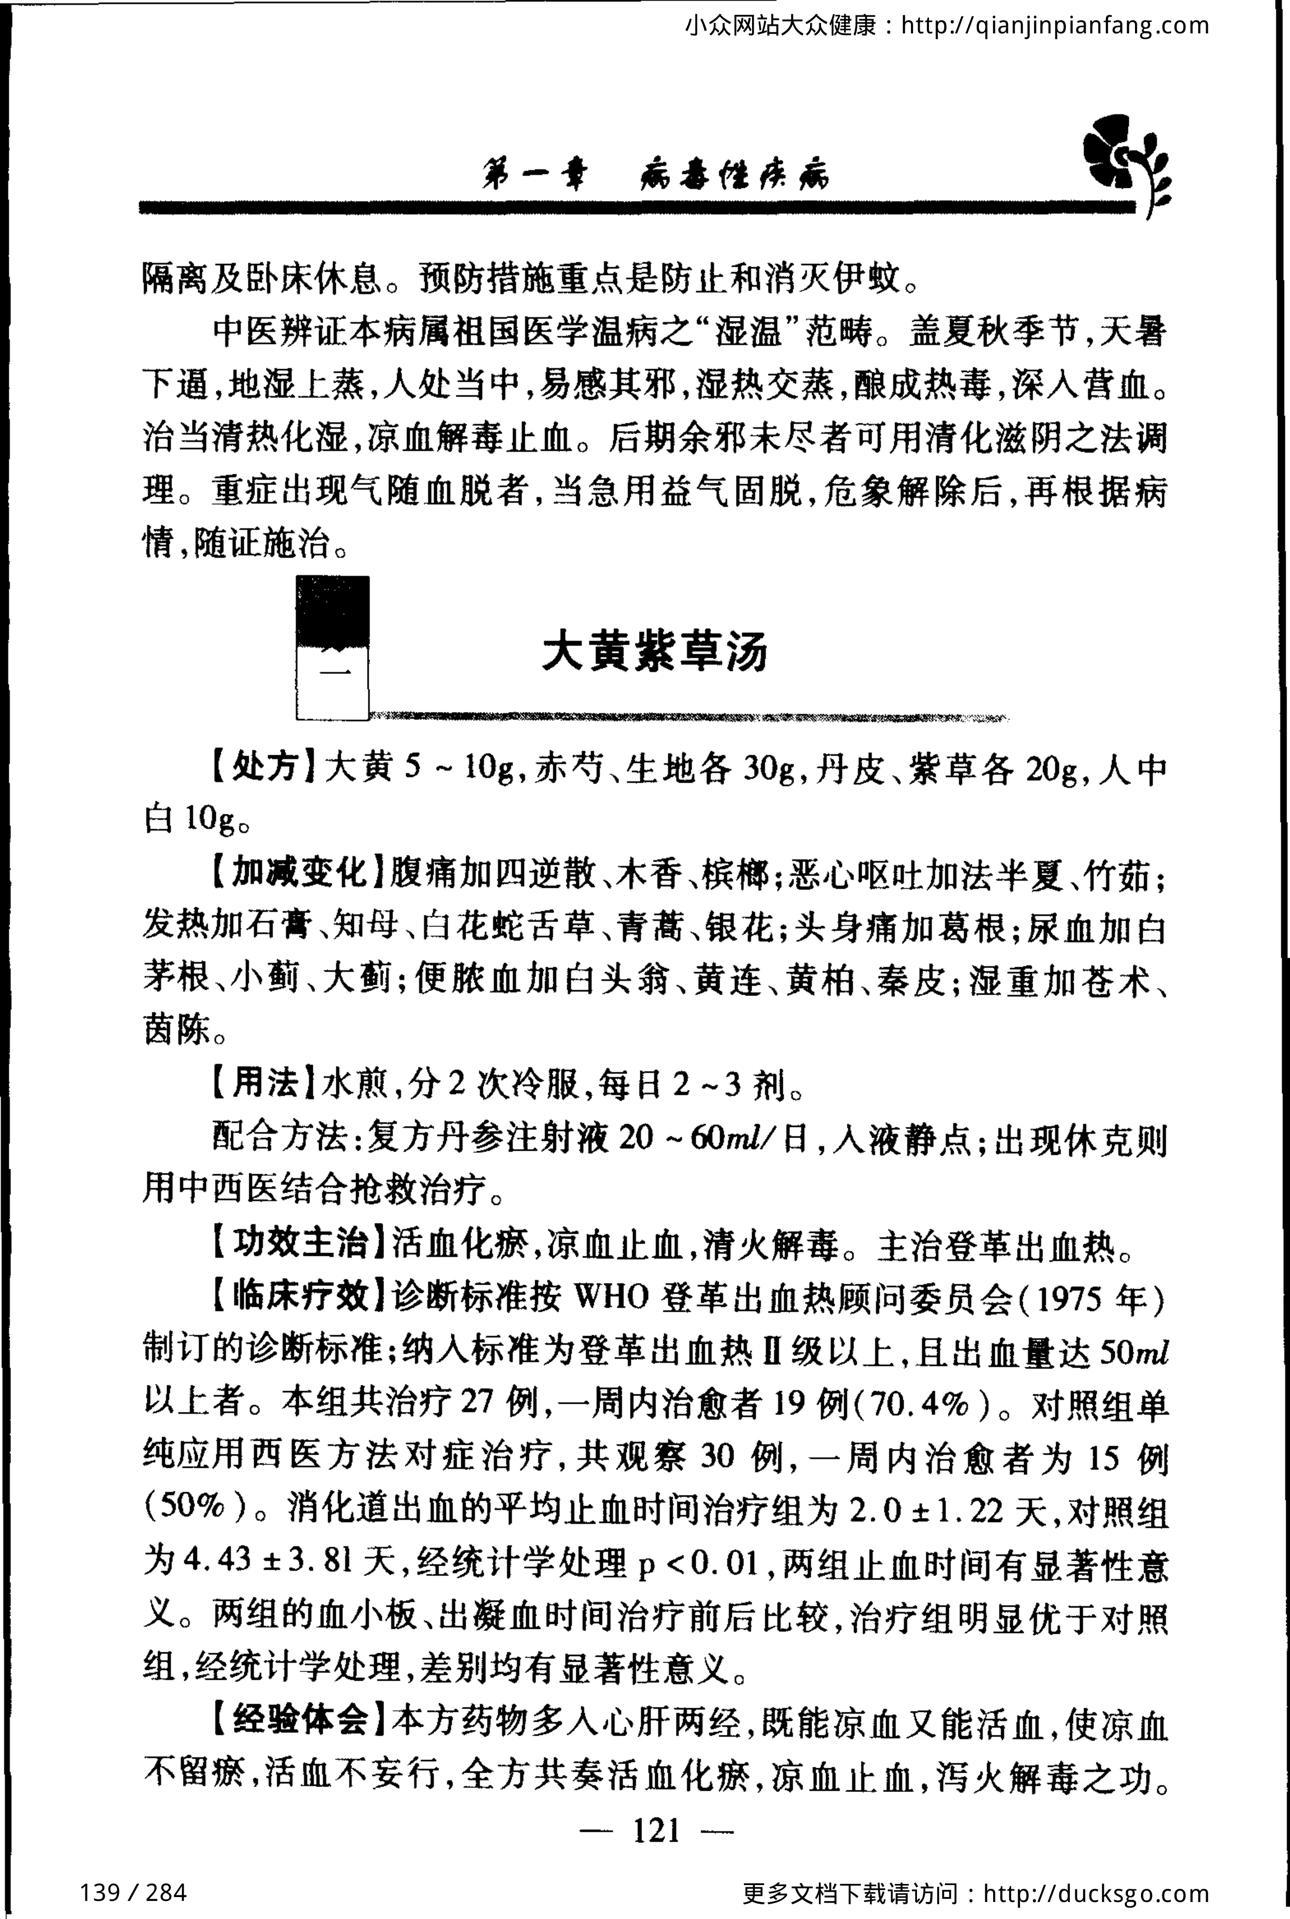 小众网站大众健康：http://qianjinpianfang.com
第一章 病毒性疾病
隔离及卧床休息。预防措施重点是防止和消灭伊蚊。
中医辨证本病属祖国医学温病之“湿温”范畴。盖夏秋季节,天暑
下逼,地湿上蒸,人处当中,易感其邪,湿热交蒸,酿成热毒,深入营血。
治当清热化湿,凉血解毒止血。后期余邪未尽者可用清化滋阴之法调
理。重症出现气随血脱者,当急用益气固脱,危象解除后,再根据病
情,随证施治。
一
大黄紫草汤
【处方】大黄 5 ~ 10g,赤芍、生地各 30g,丹皮、紫草各 20g,人中
白 10g。
【加减变化】腹痛加四逆散、木香、槟榔;恶心呕吐加法半夏、竹茹;
发热加石膏、知母、白花蛇舌草、青蒿、银花;头身痛加葛根;尿血加白
茅根、小蓟、大蓟;便脓血加白头翁、黄连、黄柏、秦皮;湿重加苍术、
茵陈。
【用法】水煎,分 2 次冷服,每日 2 ~ 3 剂。
配合方法:复方丹参注射液 20 ~ 60ml/日,入液静点;出现休克则
用中西医结合抢救治疗。
【功效主治】活血化瘀,凉血止血,清火解毒。主治登革出血热。
【临床疗效】诊断标准按 WHO 登革出血热顾问委员会(1975 年)
制订的诊断标准;纳入标准为登革出血热Ⅱ级以上,且出血量达 50ml
以上者。本组共治疗 27 例,一周内治愈者 19 例(70.4%)。对照组单
纯应用西医方法对症治疗,共观察 30 例,一周内治愈者为 15 例
(50%)。消化道出血的平均止血时间治疗组为 2.0 ± 1.22 天,对照组
为 4.43 ± 3.81 天,经统计学处理 p < 0.01,两组止血时间有显著性意
义。两组的血小板、出凝血时间治疗前后比较,治疗组明显优于对照
组,经统计学处理,差别均有显著性意义。
【经验体会】本方药物多入心肝两经,既能凉血又能活血,使凉血
不留瘀,活血不妄行,全方共奏活血化瘀,凉血止血,泻火解毒之功。
— 121 —
139 / 284
更多文档下载请访问：http://ducksgo.com